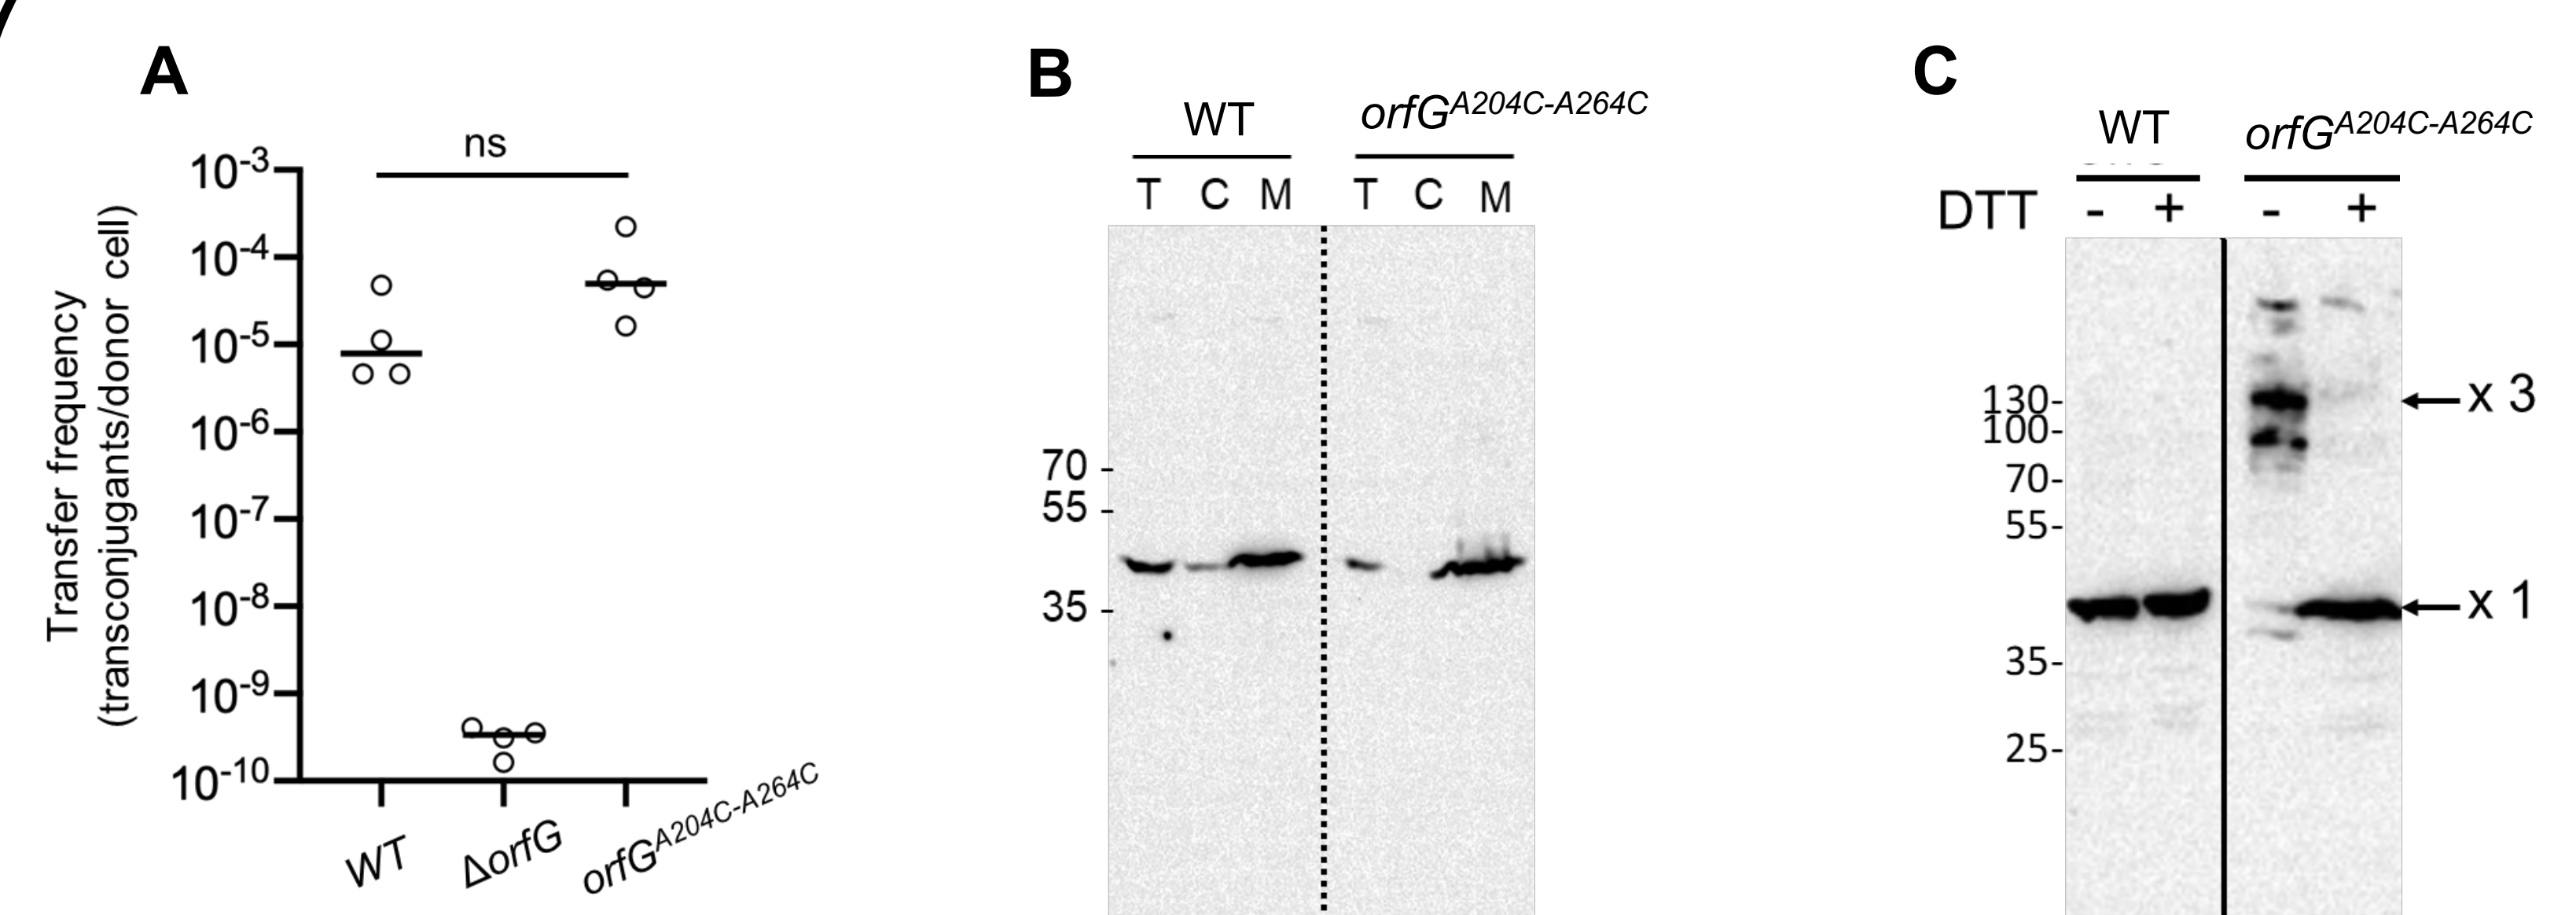 A
ns
10-3
10-4
10-5
10-6
10-7
10-8
10-9
10-10
Transfer frequency
(transconjugants/donor cell)
WT
ΔorfG
orfGA204C-A264C
B
WT
orfGA204C-A264C
T C M T C M
70 -
55 -
35 -
C
WT
orfGA204C-A264C
DTT - + - +
130-
100-
70-
55-
35-
25-
x 3
x 1